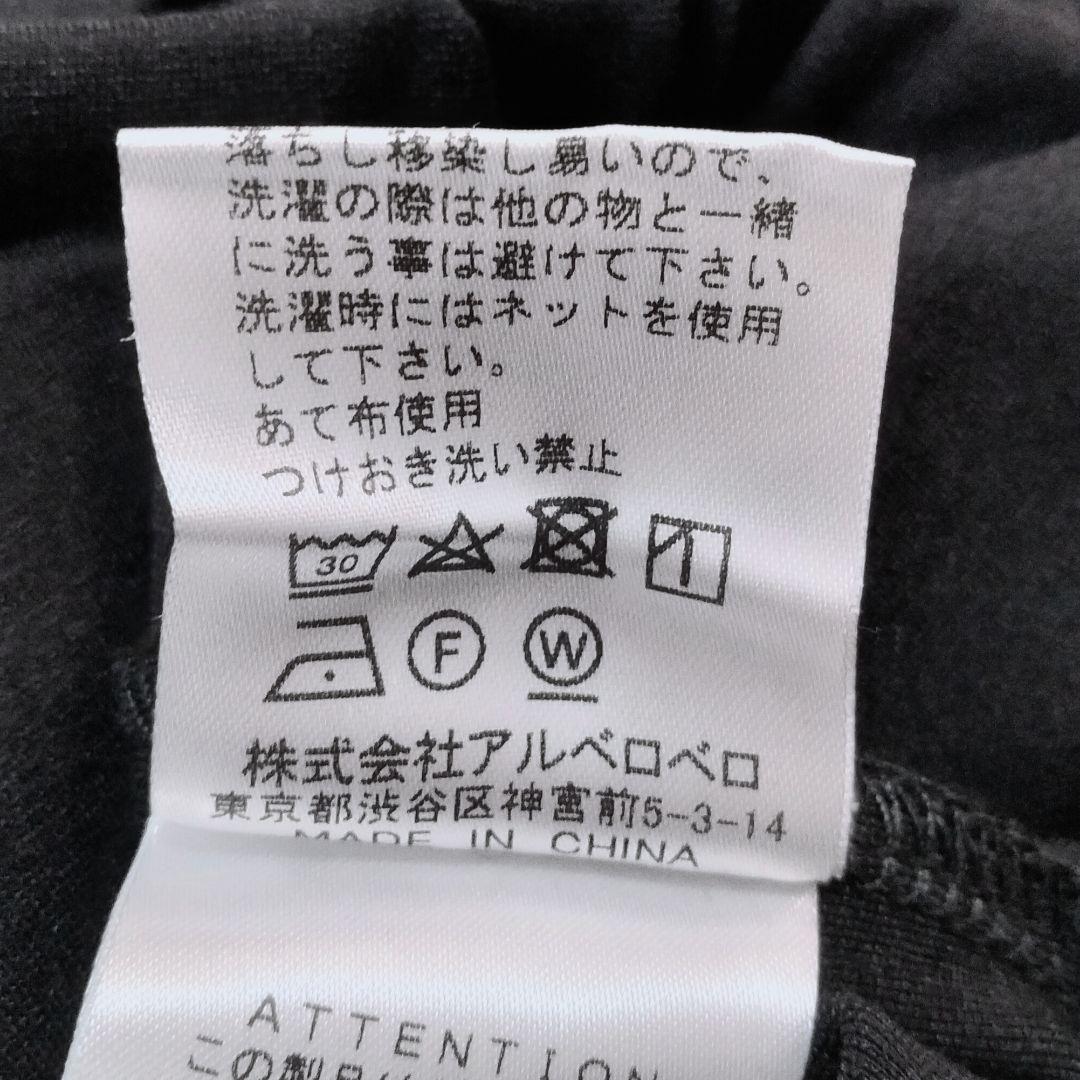 落ちし移染し易いので、
洗濯の際は他の物と一緒
に洗う事は避けて下さい。
洗濯時にはネットを使用
して下さい。
あて布使用
つけおき洗い禁止
30
F W
株式会社アルベロベロ
東京都渋谷区神宮前5-3-14
MADE IN CHINA
ATTENTION
この製品